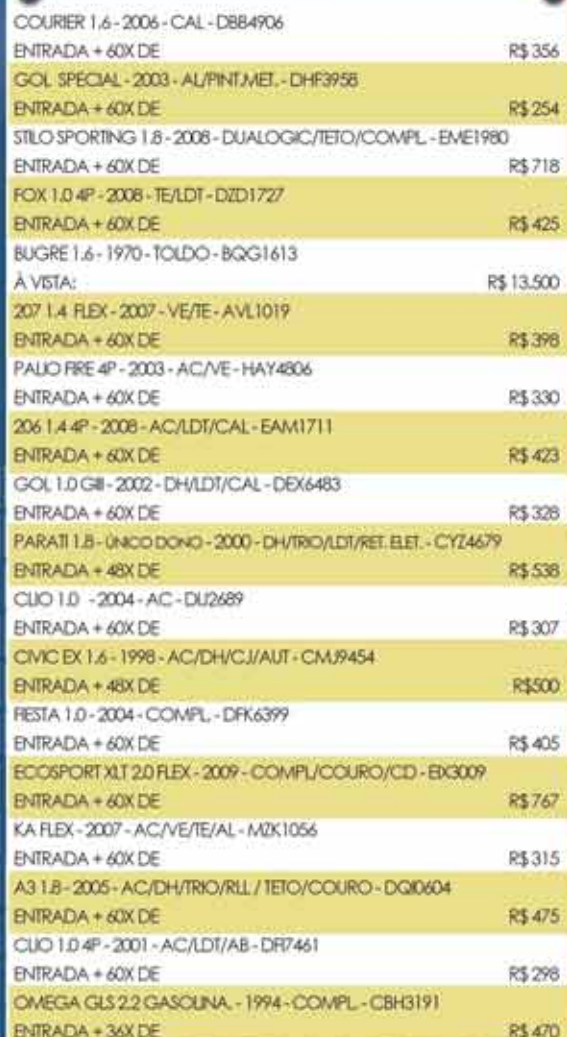 COURIER 1.6 - 2006 - CAL - DBB4906
ENTRADA + 60X DE R$ 356
GOL SPECIAL - 2003 - AL/PINT.MET. - DHF3958
ENTRADA + 60X DE R$ 254
STILO SPORTING 1.8 - 2008 - DUALOGIC/TETO/COMPL. - EME1980
ENTRADA + 60X DE R$ 718
FOX 1.0 4P - 2008 - TE/LDT - DZD1727
ENTRADA + 60X DE R$ 425
BUGRE 1.6 - 1970 - TOLDO - BQG1613
À VISTA: R$ 13.500
207 1.4 FLEX - 2007 - VE/TE - AVL1019
ENTRADA + 60X DE R$ 398
PALIO FIRE 4P - 2003 - AC/VE - HAY4806
ENTRADA + 60X DE R$ 330
206 1.4 4P - 2008 - AC/LDT/CAL - EAM1711
ENTRADA + 60X DE R$ 423
GOL 1.0 GIII - 2002 - DH/LDT/CAL - DEX6483
ENTRADA + 60X DE R$ 328
PARATI 1.8 - ÚNICO DONO - 2000 - DH/TRIO/LDT/RET. ELET. - CYZ4679
ENTRADA + 48X DE R$ 538
CLIO 1.0 - 2004 - AC - DIJ2689
ENTRADA + 60X DE R$ 307
CIVIC EX 1.6 - 1998 - AC/DH/CJ/AUT - CMJ9454
ENTRADA + 48X DE R$500
FIESTA 1.0 - 2004 - COMPL. - DFK6399
ENTRADA + 60X DE R$ 405
ECOSPORT XLT 2.0 FLEX - 2009 - COMPL/COURO/CD - EIX3009
ENTRADA + 60X DE R$ 767
KA FLEX - 2007 - AC/VE/TE/AL - MZK1056
ENTRADA + 60X DE R$ 315
A3 1.8 - 2005 - AC/DH/TRIO/RLL / TETO/COURO - DQI0604
ENTRADA + 60X DE R$ 475
CLIO 1.0 4P - 2001 - AC/LDT/AB - DFI7461
ENTRADA + 60X DE R$ 298
OMEGA GLS 2.2 GASOLINA. - 1994 - COMPL. - CBH3191
ENTRADA + 36X DE R$ 470